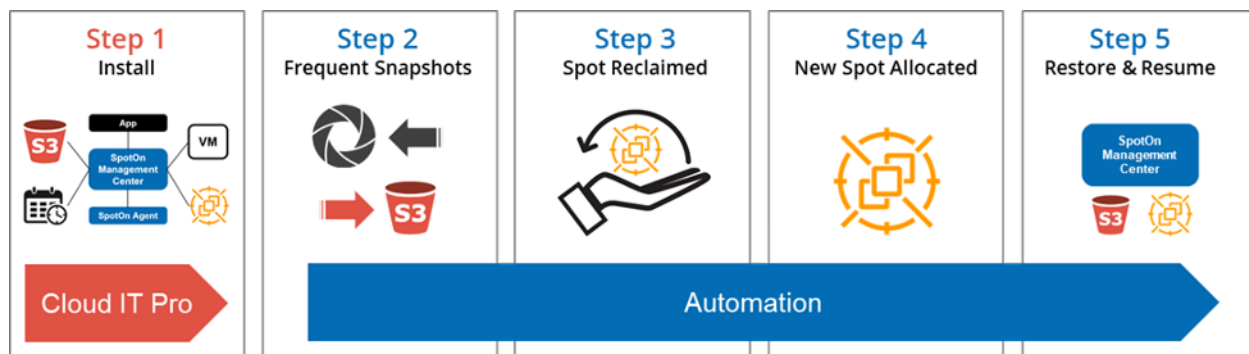 Step 1
Install
App
S3
SpotOn
Management
Center
VM
SpotOn Agent
Step 2
Frequent Snapshots
S3
Step 3
Spot Reclaimed
Step 4
New Spot Allocated
Step 5
Restore & Resume
SpotOn
Management
Center
S3
Cloud IT Pro
Automation